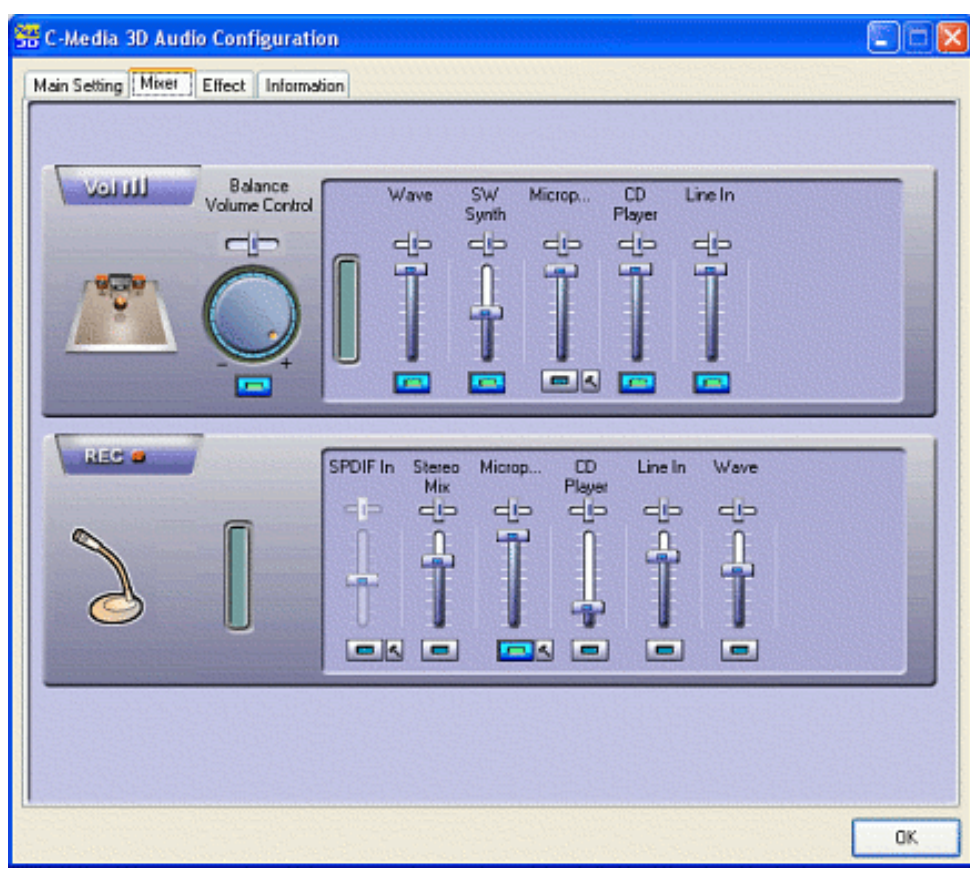 C-Media 3D Audio Configuration
Main Setting Mixer Effect Information
Vol
Balance
Volume Control
- +
Wave
SW
Synth
Microp...
CD
Player
Line In
REC
SPDIF In
Stereo
Mix
Microp...
CD
Player
Line In
Wave
OK